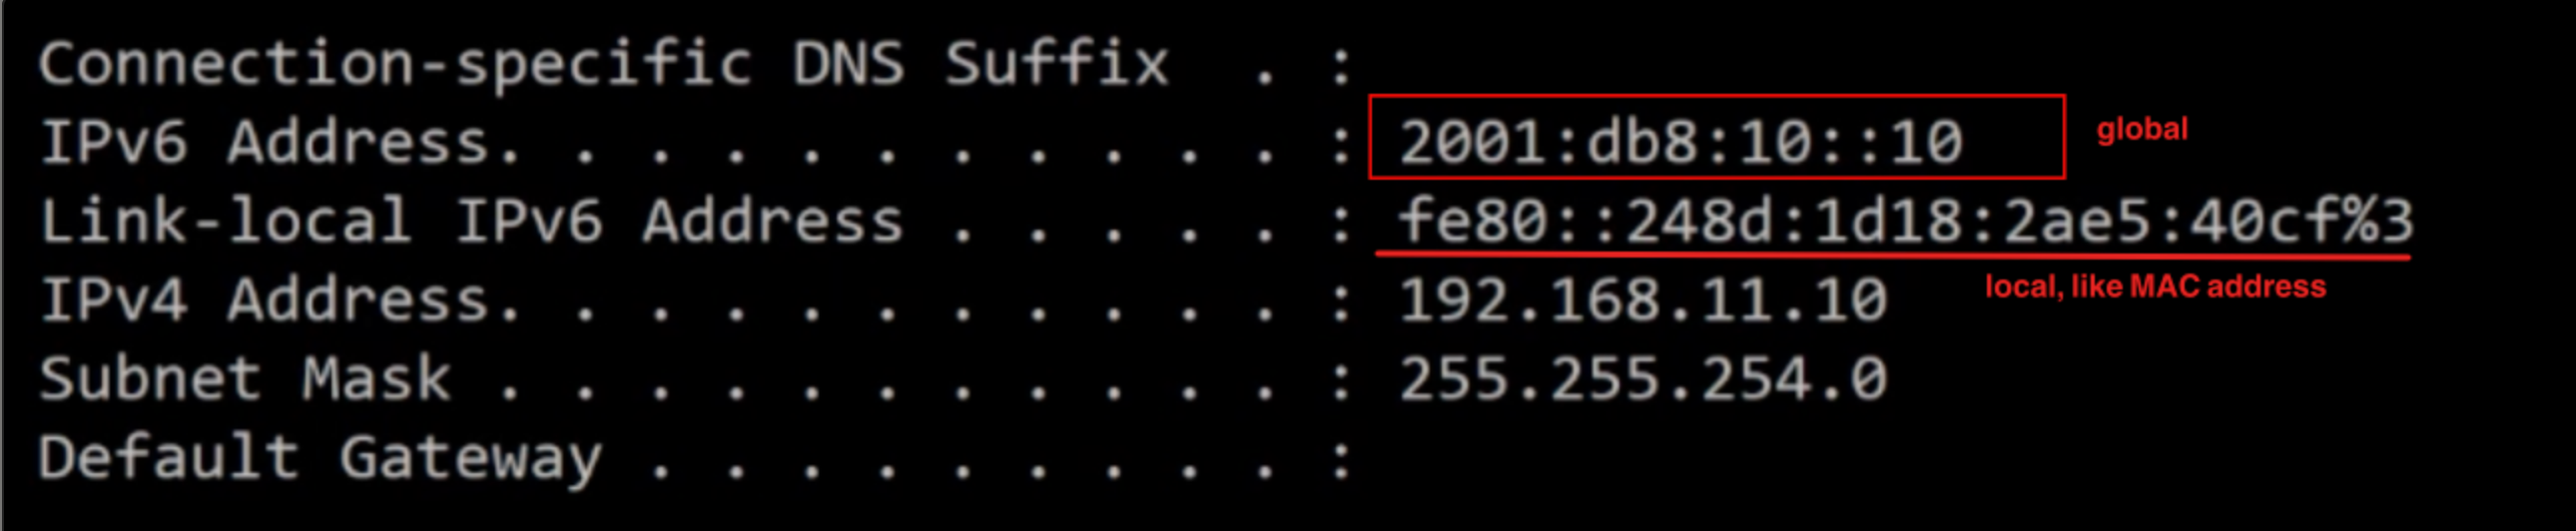 Connection-specific DNS Suffix  . :
IPv6 Address. . . . . . . . . . . : 2001:db8:10::10 global
Link-local IPv6 Address . . . . . : fe80::248d:1d18:2ae5:40cf%3
local, like MAC address
IPv4 Address. . . . . . . . . . . : 192.168.11.10
Subnet Mask . . . . . . . . . . . : 255.255.254.0
Default Gateway . . . . . . . . . :